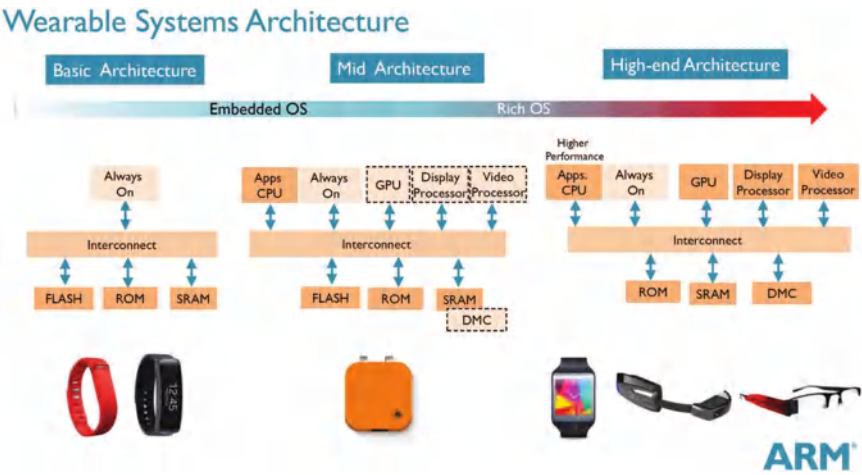 Wearable Systems Architecture
Basic Architecture
Mid Architecture
High-end Architecture
Embedded OS
Rich OS
Always
On
Interconnect
FLASH
ROM
SRAM
Apps
CPU
Always
On
GPU
Display
Processor
Video
Processor
Interconnect
FLASH
ROM
SRAM
DMC
Higher
Performance
Apps.
CPU
Always
On
GPU
Display
Processor
Video
Processor
Interconnect
ROM
SRAM
DMC
12:45
ARM®